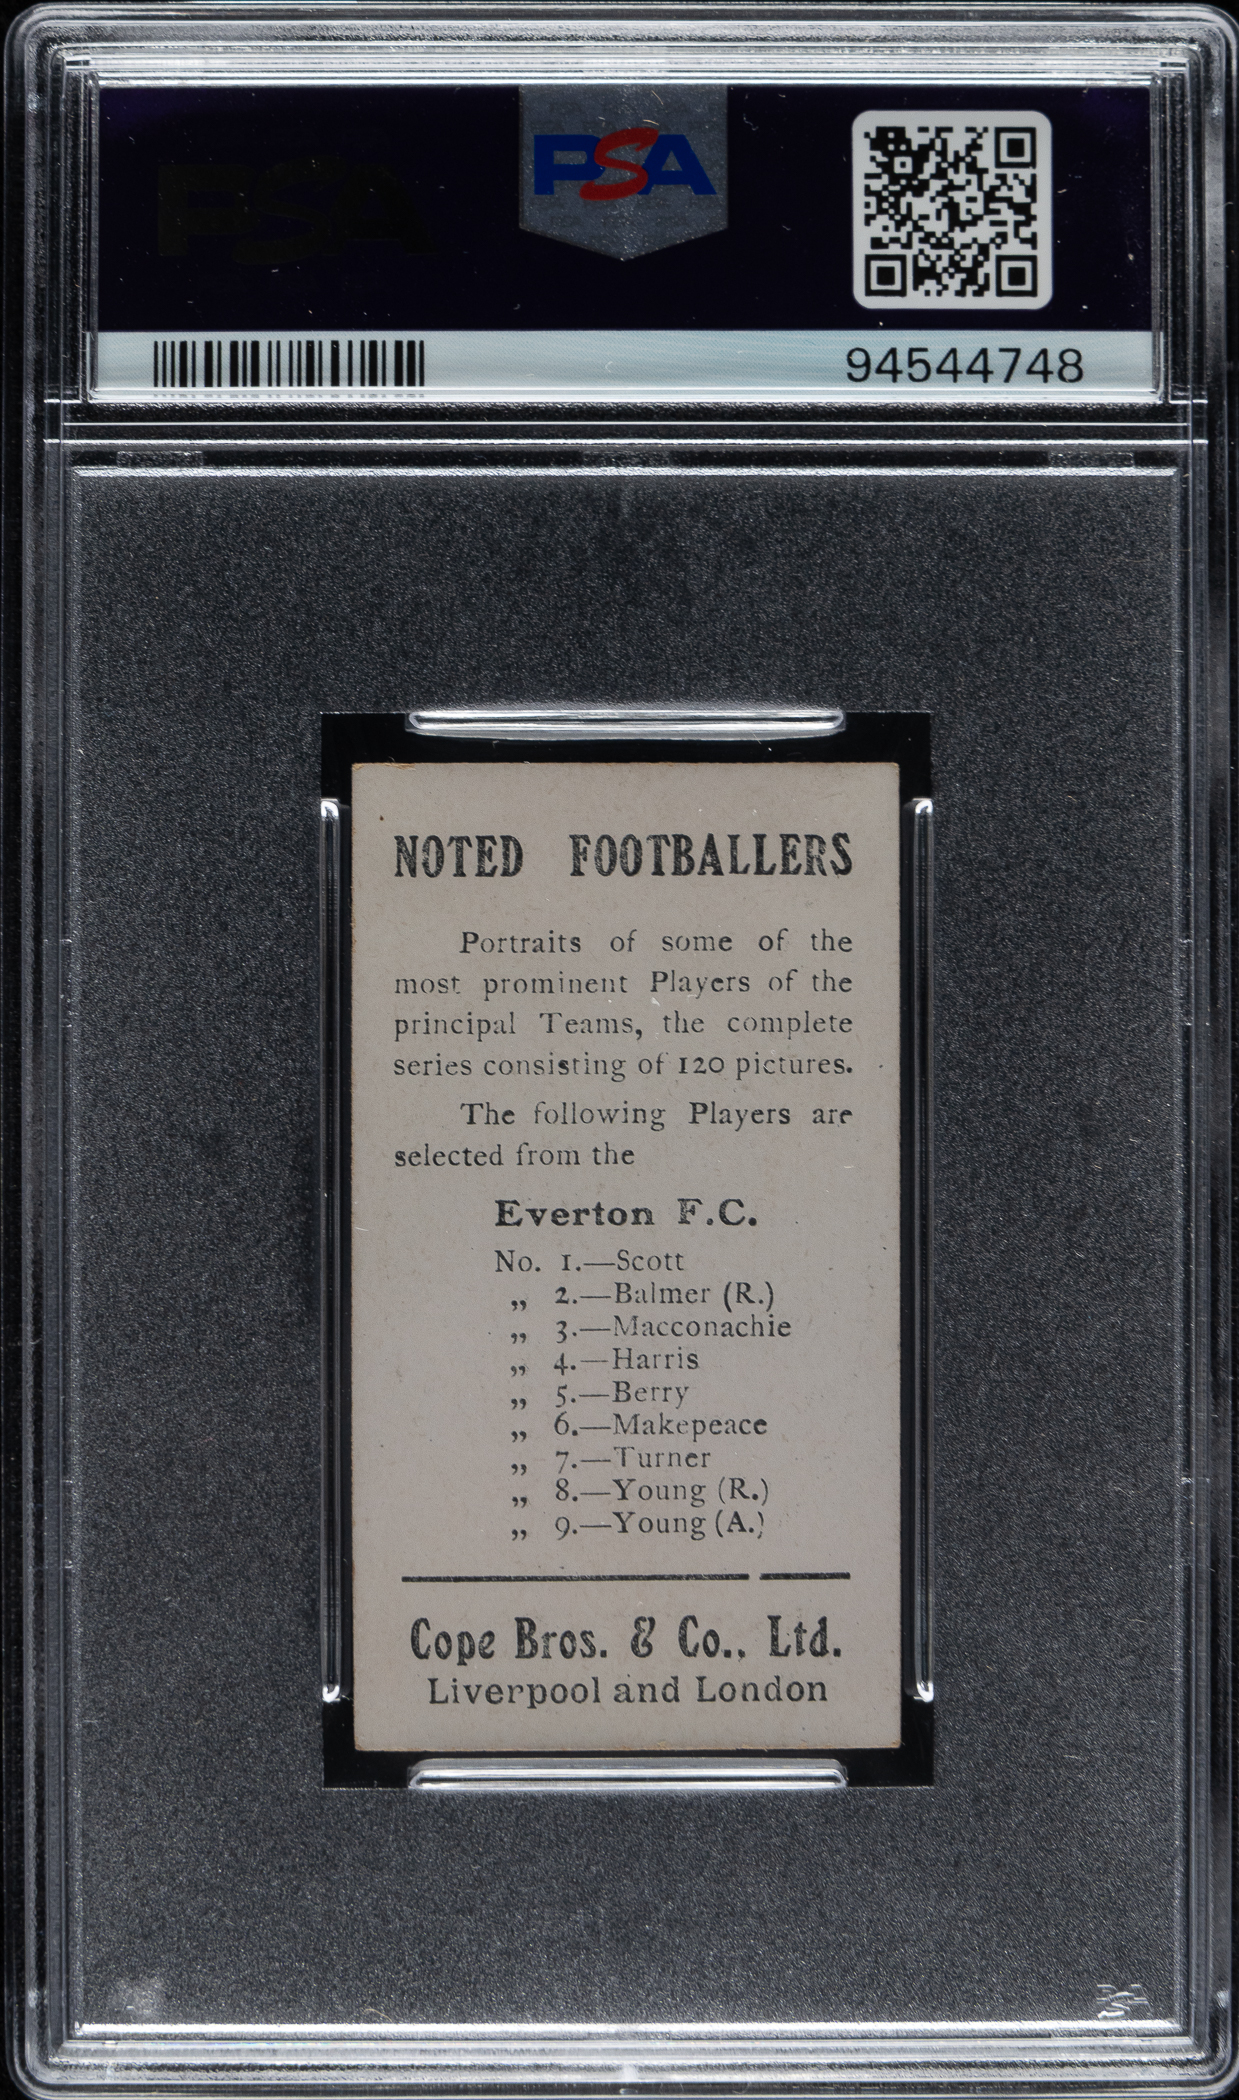 PSA
PSA
94544748
NOTED FOOTBALLERS
Portraits of some of the
most prominent Players of the
principal Teams, the complete
series consisting of 120 pictures.
The following Players are
selected from the
Everton F.C.
No. 1.—Scott
„ 2.—Balmer (R.)
„ 3.—Macconachie
„ 4.—Harris
„ 5.—Berry
„ 6.—Makepeace
„ 7.—Turner
„ 8.—Young (R.)
„ 9.—Young (A.)
Cope Bros. & Co., Ltd.
Liverpool and London